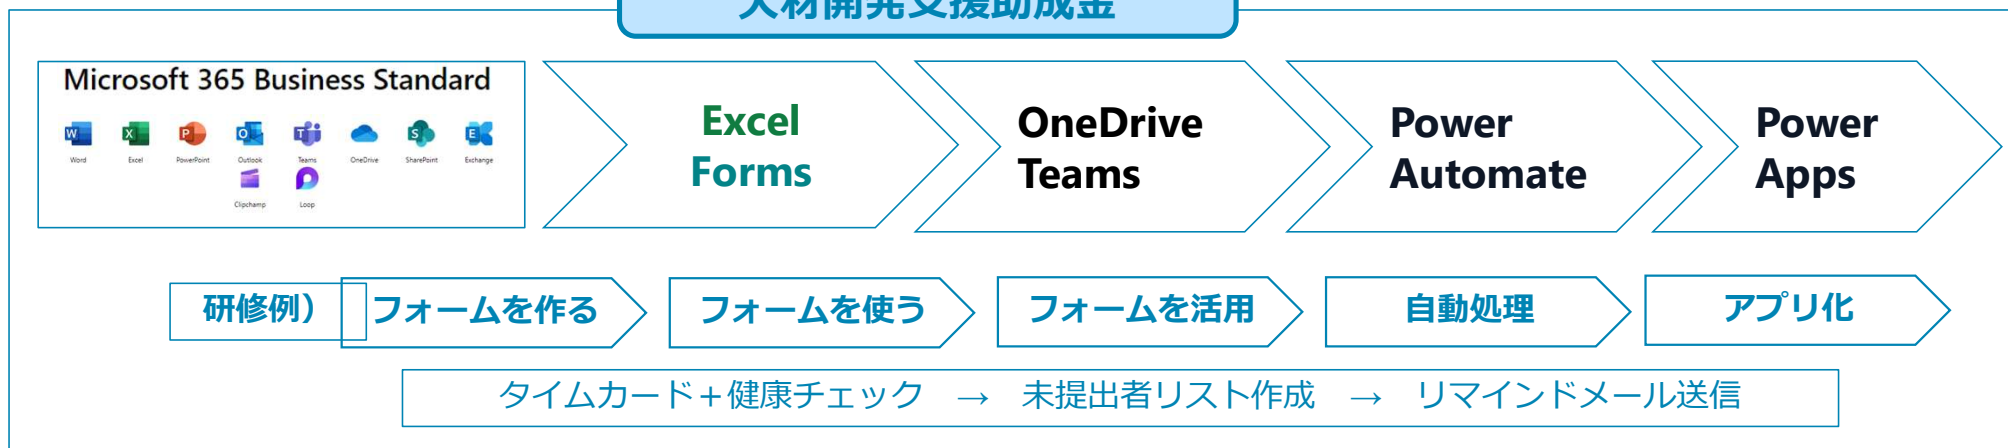 人材開発支援助成金
Microsoft 365 Business Standard
Word Excel PowerPoint Outlook Teams OneDrive SharePoint Exchange
Clipchamp Loop
Excel
Forms
OneDrive
Teams
Power
Automate
Power
Apps
研修例）
フォームを作る
フォームを使う
フォームを活用
自動処理
アプリ化
タイムカード＋健康チェック → 未提出者リスト作成 → リマインドメール送信